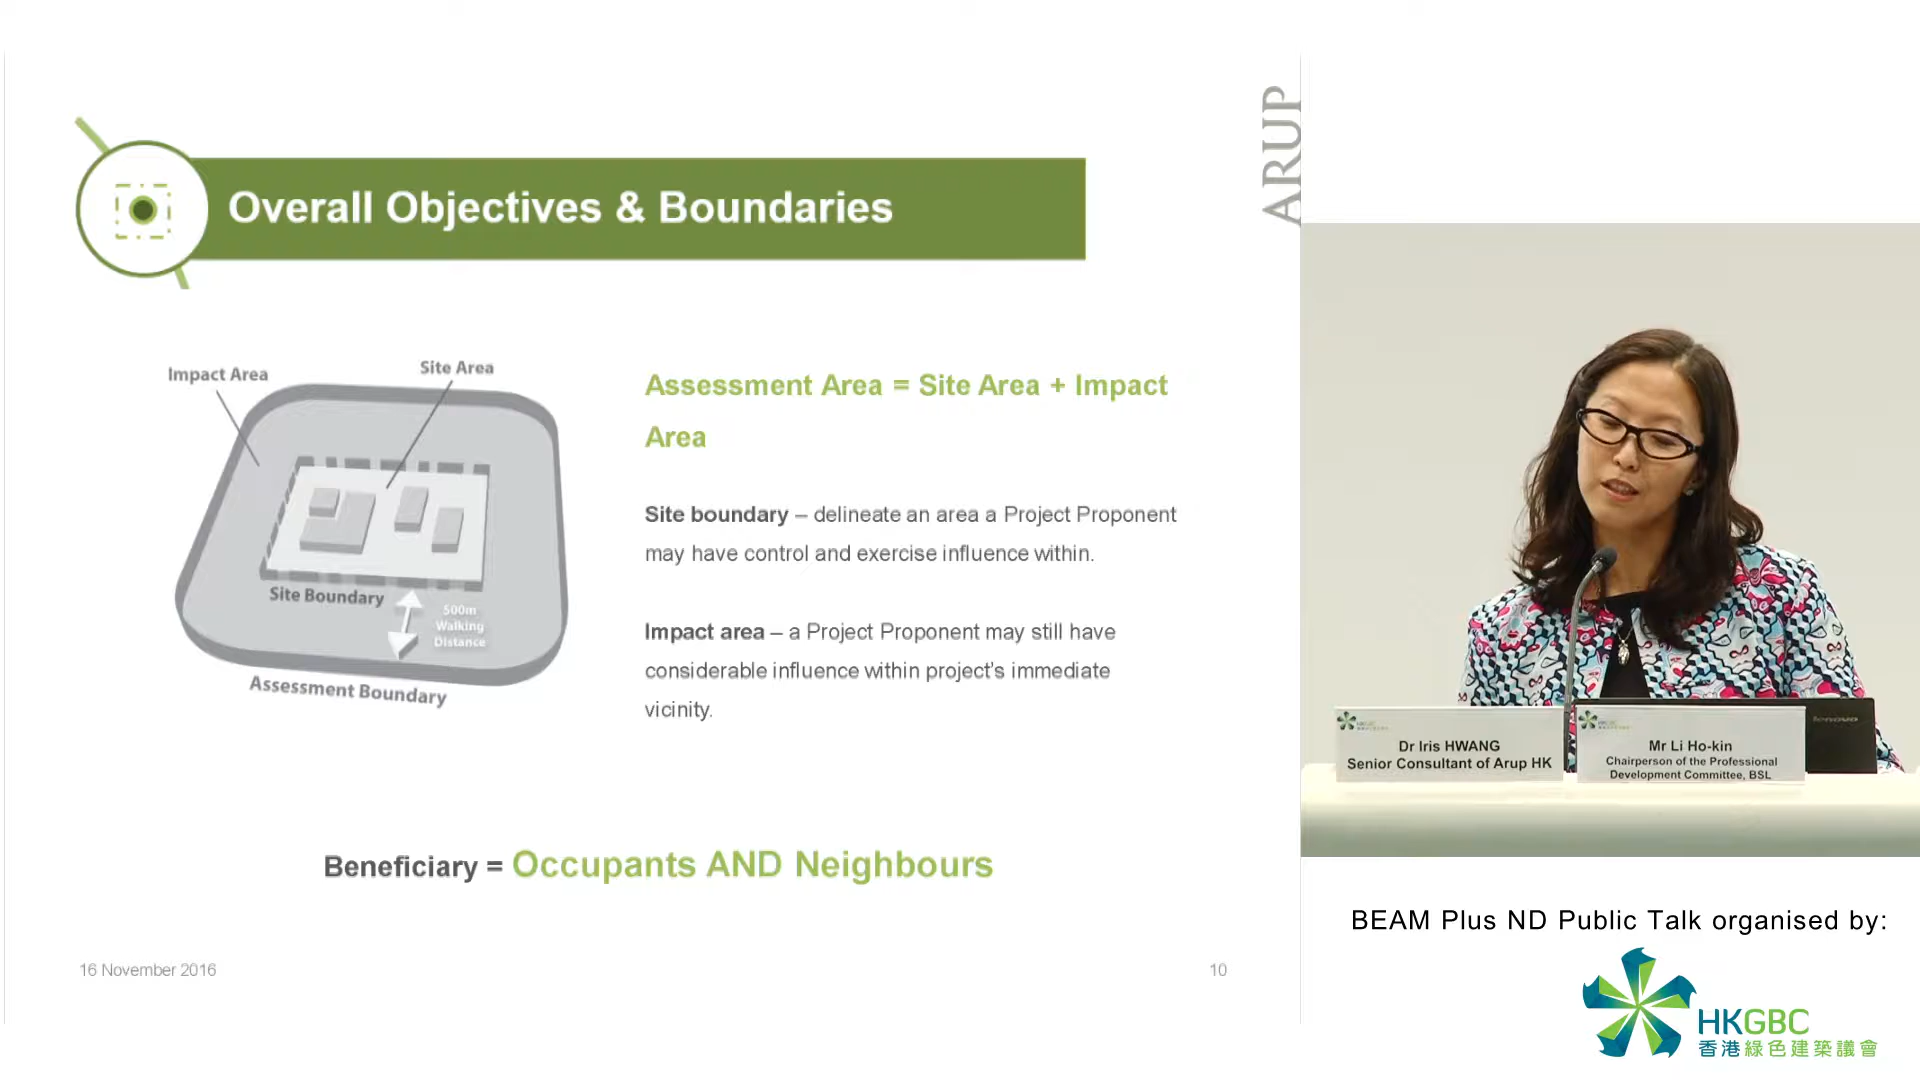 ARUP
Overall Objectives & Boundaries
Impact Area
Site Area
Site Boundary
500m
Walking
Distance
Assessment Boundary
Assessment Area = Site Area + Impact
Area
Site boundary – delineate an area a Project Proponent
may have control and exercise influence within.
Impact area – a Project Proponent may still have
considerable influence within project's immediate
vicinity.
Beneficiary = Occupants AND Neighbours
16 November 2016
10
Dr Iris HWANG
Senior Consultant of Arup HK
Mr Li Ho-kin
Chairperson of the Professional
Development Committee, BSL
lenovo
BEAM Plus ND Public Talk organised by:
HKGBC
香港綠色建築議會